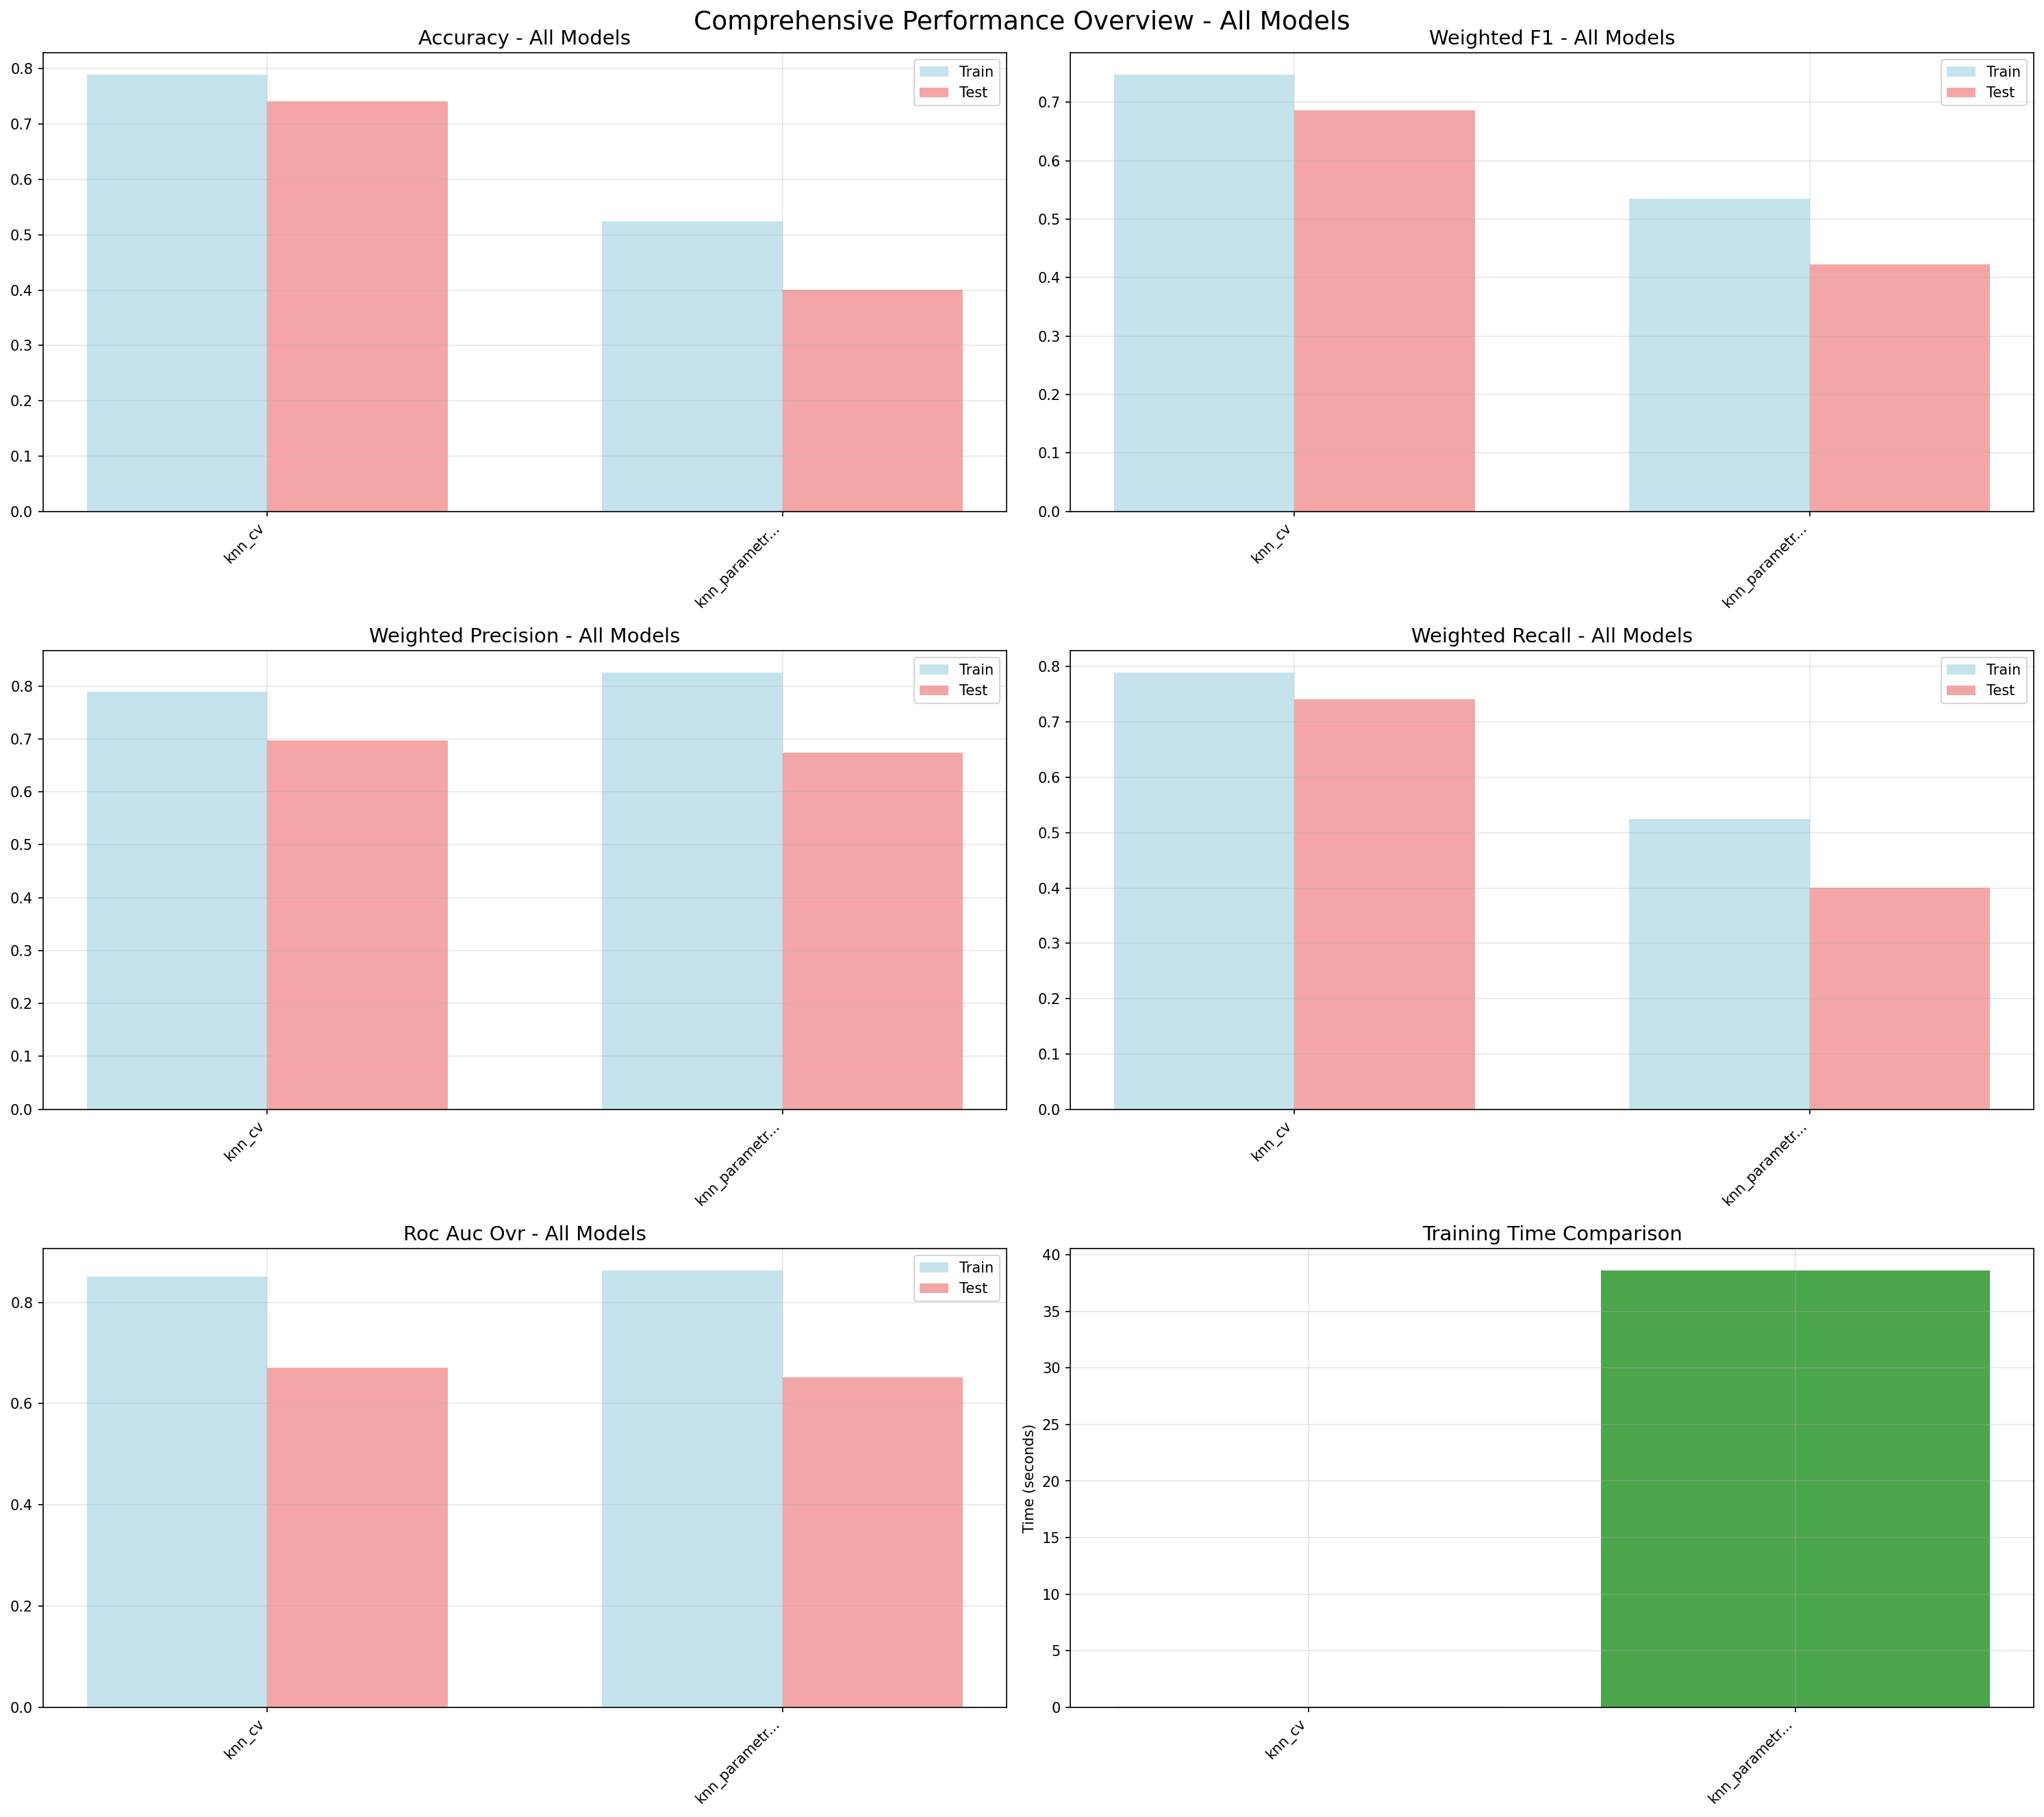 Comprehensive Performance Overview - All Models
Accuracy - All Models
0.8
0.7
0.6
0.5
0.4
0.3
0.2
0.1
0.0
Train
Test
knn_cv
knn_parametr...
Weighted F1 - All Models
0.7
0.6
0.5
0.4
0.3
0.2
0.1
0.0
Train
Test
knn_cv
knn_parametr...
Weighted Precision - All Models
0.8
0.7
0.6
0.5
0.4
0.3
0.2
0.1
0.0
Train
Test
knn_cv
knn_parametr...
Weighted Recall - All Models
0.8
0.7
0.6
0.5
0.4
0.3
0.2
0.1
0.0
Train
Test
knn_cv
knn_parametr...
Roc Auc Ovr - All Models
0.8
0.6
0.4
0.2
0.0
Train
Test
knn_cv
knn_parametr...
Training Time Comparison
Time (seconds)
40
35
30
25
20
15
10
5
0
knn_cv
knn_parametr...